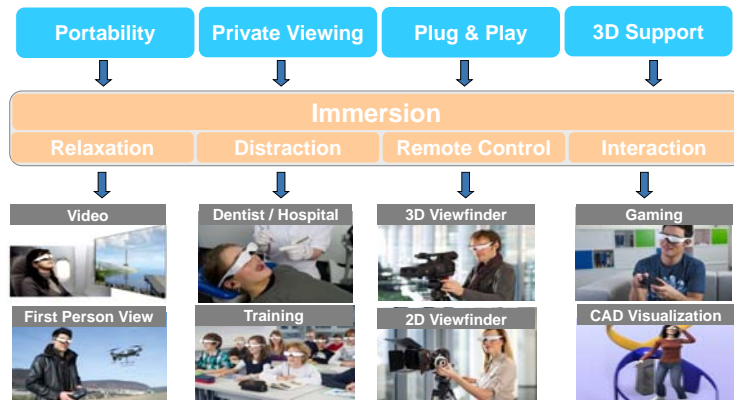 Portability Private Viewing Plug & Play 3D Support
Immersion
Relaxation Distraction Remote Control Interaction
Video Dentist / Hospital 3D Viewfinder Gaming
First Person View Training 2D Viewfinder CAD Visualization